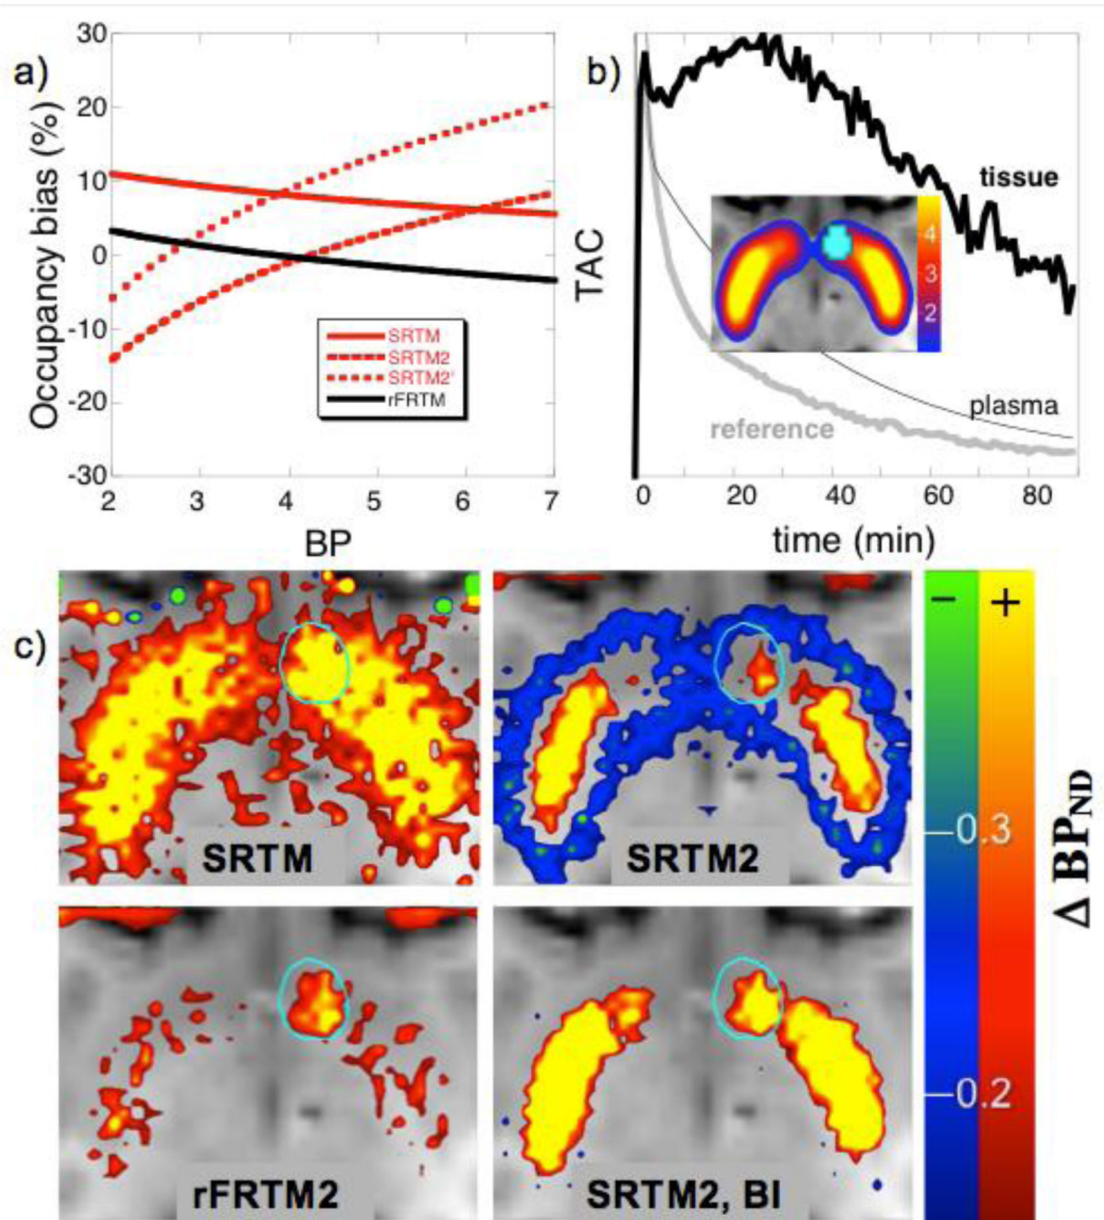 a)
Occupancy bias (%)
30
20
10
0
-10
-20
-30
2
3
4
5
6
7
BP
SRTM
SRTM2
SRTM2'
rFRTM
b)
TAC
tissue
4
3
2
plasma
reference
0
20
40
60
80
time (min)
c)
SRTM
SRTM2
rFRTM2
SRTM2, BI
− +
0.3
0.2
Δ BPND